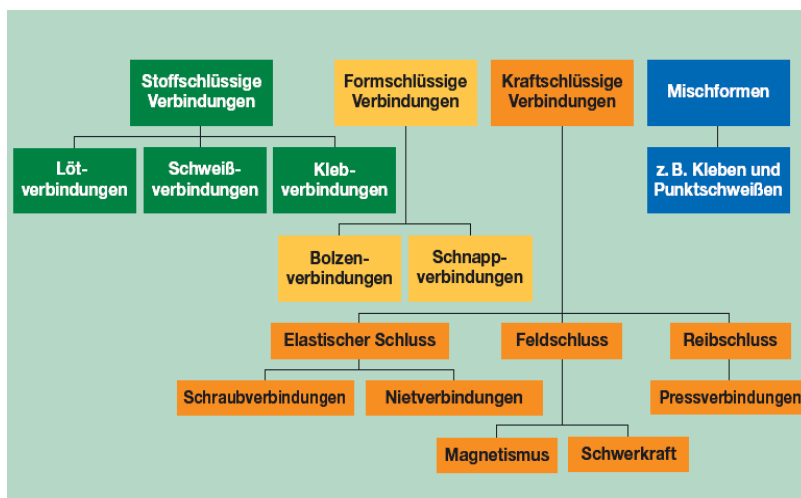 Stoffschlüssige
Verbindungen
Formschlüssige
Verbindungen
Kraftschlüssige
Verbindungen
Mischformen
Löt-
verbindungen
Schweiß-
verbindungen
Kleb-
verbindungen
z. B. Kleben und
Punktschweißen
Bolzen-
verbindungen
Schnapp-
verbindungen
Elastischer Schluss
Feldschluss
Reibschluss
Schraubverbindungen
Nietverbindungen
Pressverbindungen
Magnetismus
Schwerkraft